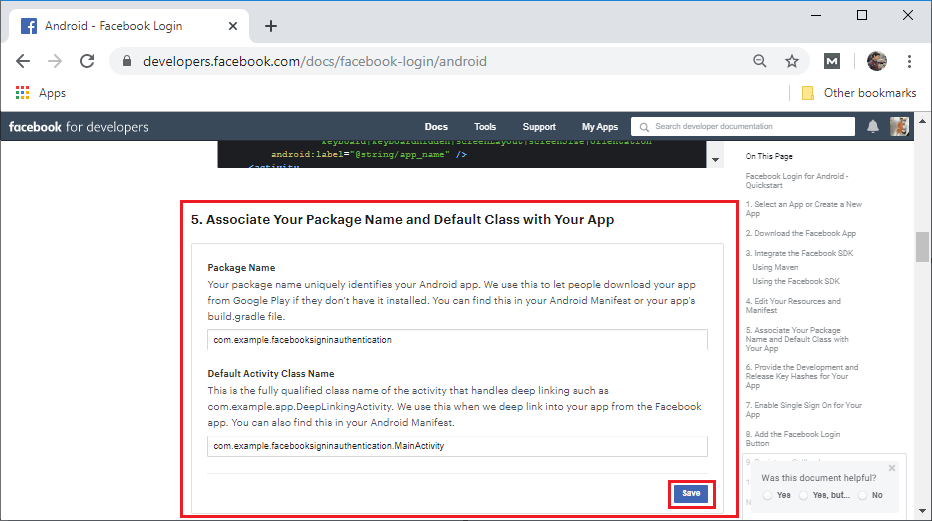 Android - Facebook Login
developers.facebook.com/docs/facebook-login/android
M
Apps
Other bookmarks
facebook for developers
Docs
Tools
Support
My Apps
Search developer documentation
keyboard|keyboardHidden|screenLayout|screenSize|orientation"
android:label="@string/app_name" />
<activity
5. Associate Your Package Name and Default Class with Your App
Package Name
Your package name uniquely identifies your Android app. We use this to let people download your app
from Google Play if they don't have it installed. You can find this in your Android Manifest or your app's
build.gradle file.
com.example.facebooksigninauthentication
Default Activity Class Name
This is the fully qualified class name of the activity that handles deep linking such as
com.example.app.DeepLinkingActivity. We use this when we deep link into your app from the Facebook
app. You can also find this in your Android Manifest.
com.example.facebooksigninauthentication.MainActivity
Save
On This Page
Facebook Login for Android -
Quickstart
1. Select an App or Create a New
App
2. Download the Facebook App
3. Integrate the Facebook SDK
Using Maven
Using the Facebook SDK
4. Edit Your Resources and
Manifest
5. Associate Your Package
Name and Default Class with
Your App
6. Provide the Development and
Release Key Hashes for Your
App
7. Enable Single Sign On for Your
App
8. Add the Facebook Login
Button
Was this document helpful?
Yes
Yes, but...
No